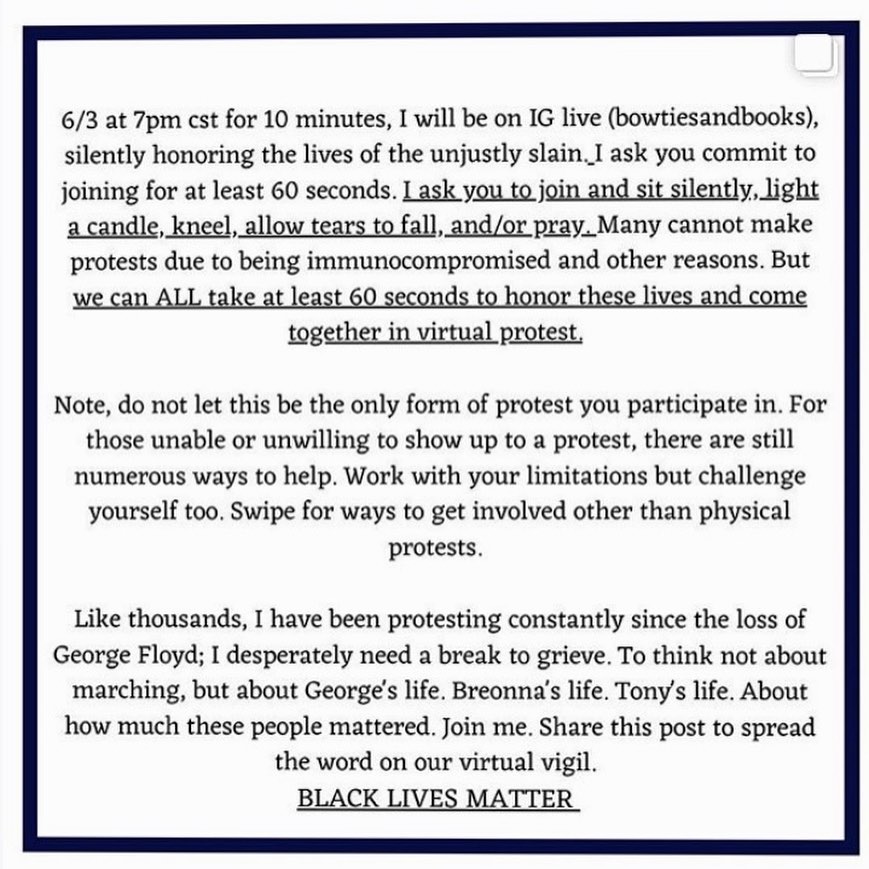 6/3 at 7pm cst for 10 minutes, I will be on IG live (bowtiesandbooks),
silently honoring the lives of the unjustly slain. I ask you commit to
joining for at least 60 seconds. I ask you to join and sit silently, light
a candle, kneel, allow tears to fall, and/or pray. Many cannot make
protests due to being immunocompromised and other reasons. But
we can ALL take at least 60 seconds to honor these lives and come
together in virtual protest.
Note, do not let this be the only form of protest you participate in. For
those unable or unwilling to show up to a protest, there are still
numerous ways to help. Work with your limitations but challenge
yourself too. Swipe for ways to get involved other than physical
protests.
Like thousands, I have been protesting constantly since the loss of
George Floyd; I desperately need a break to grieve. To think not about
marching, but about George's life. Breonna's life. Tony's life. About
how much these people mattered. Join me. Share this post to spread
the word on our virtual vigil.
BLACK LIVES MATTER